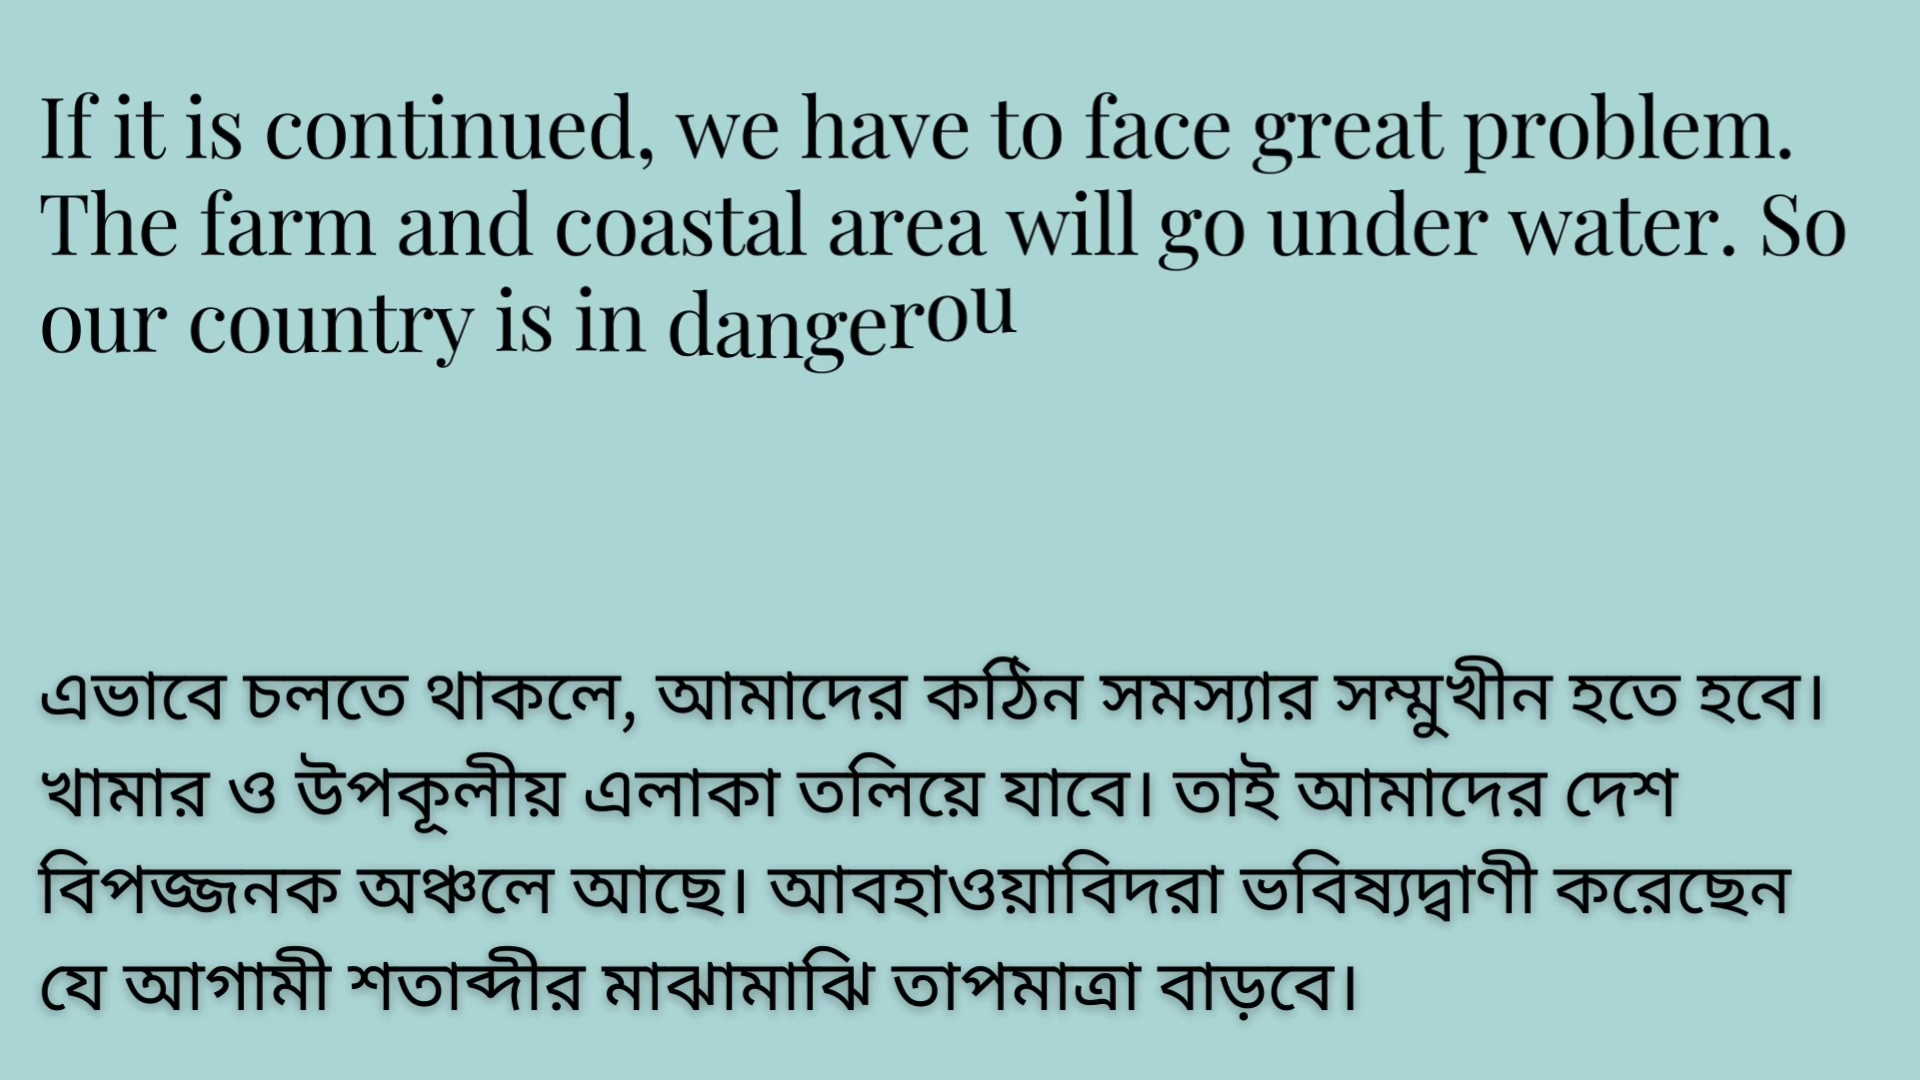 If it is continued, we have to face great problem.
The farm and coastal area will go under water. So
our country is in dangerou
এভাবে চলতে থাকলে, আমাদের কঠিন সমস্যার সম্মুখীন হতে হবে।
খামার ও উপকূলীয় এলাকা তলিয়ে যাবে। তাই আমাদের দেশ
বিপজ্জনক অঞ্চলে আছে। আবহাওয়াবিদরা ভবিষ্যদ্বাণী করেছেন
যে আগামী শতাব্দীর মাঝামাঝি তাপমাত্রা বাড়বে।